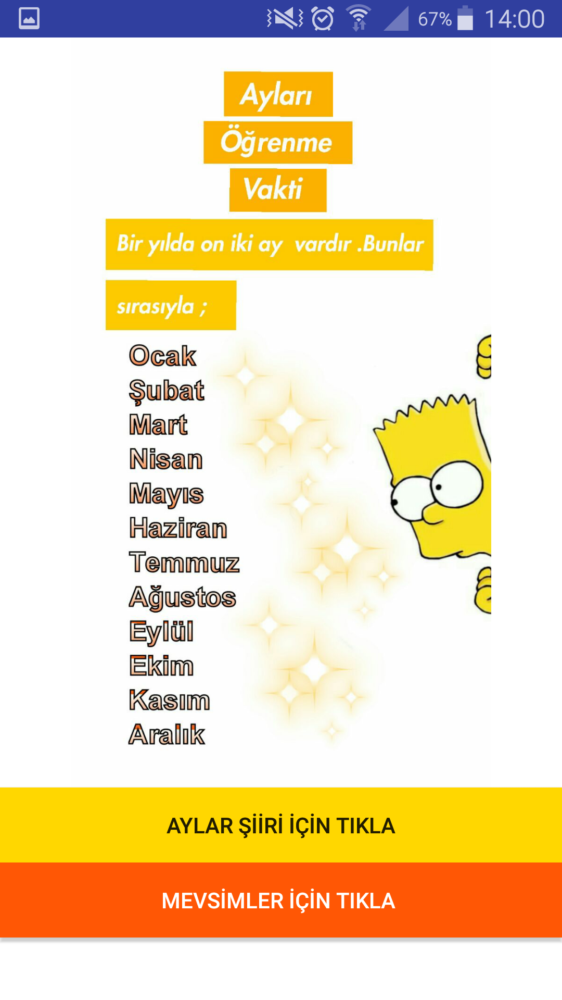 67% 14:00
Ayları
Öğrenme
Vakti
Bir yılda on iki ay vardır .Bunlar
sırasıyla ;
Ocak
Şubat
Mart
Nisan
Mayıs
Haziran
Temmuz
Ağustos
Eylül
Ekim
Kasım
Aralık
AYLAR ŞİİRİ İÇİN TIKLA
MEVSİMLER İÇİN TIKLA